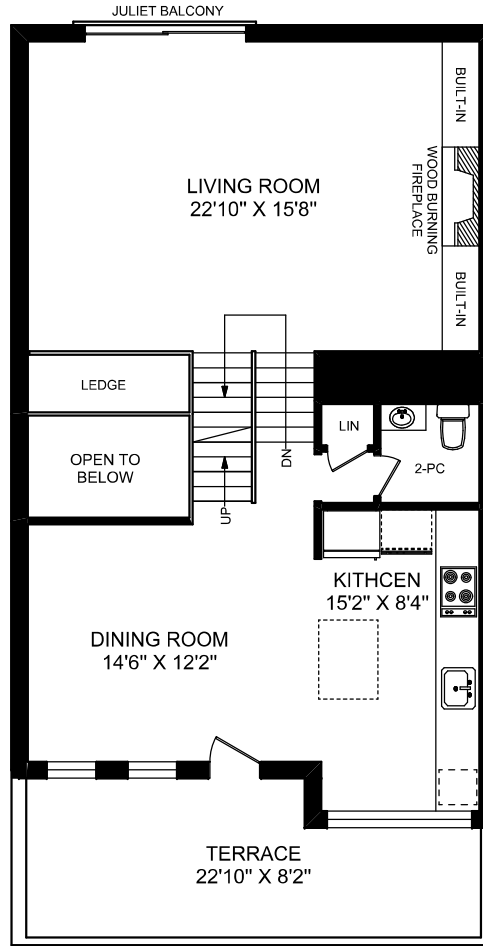 JULIET BALCONY
BUILT-IN
LIVING ROOM
22'10" X 15'8"
WOOD BURNING
FIREPLACE
BUILT-IN
LEDGE
OPEN TO
BELOW
UP
DN
LIN
2-PC
KITHCEN
15'2" X 8'4"
DINING ROOM
14'6" X 12'2"
TERRACE
22'10" X 8'2"